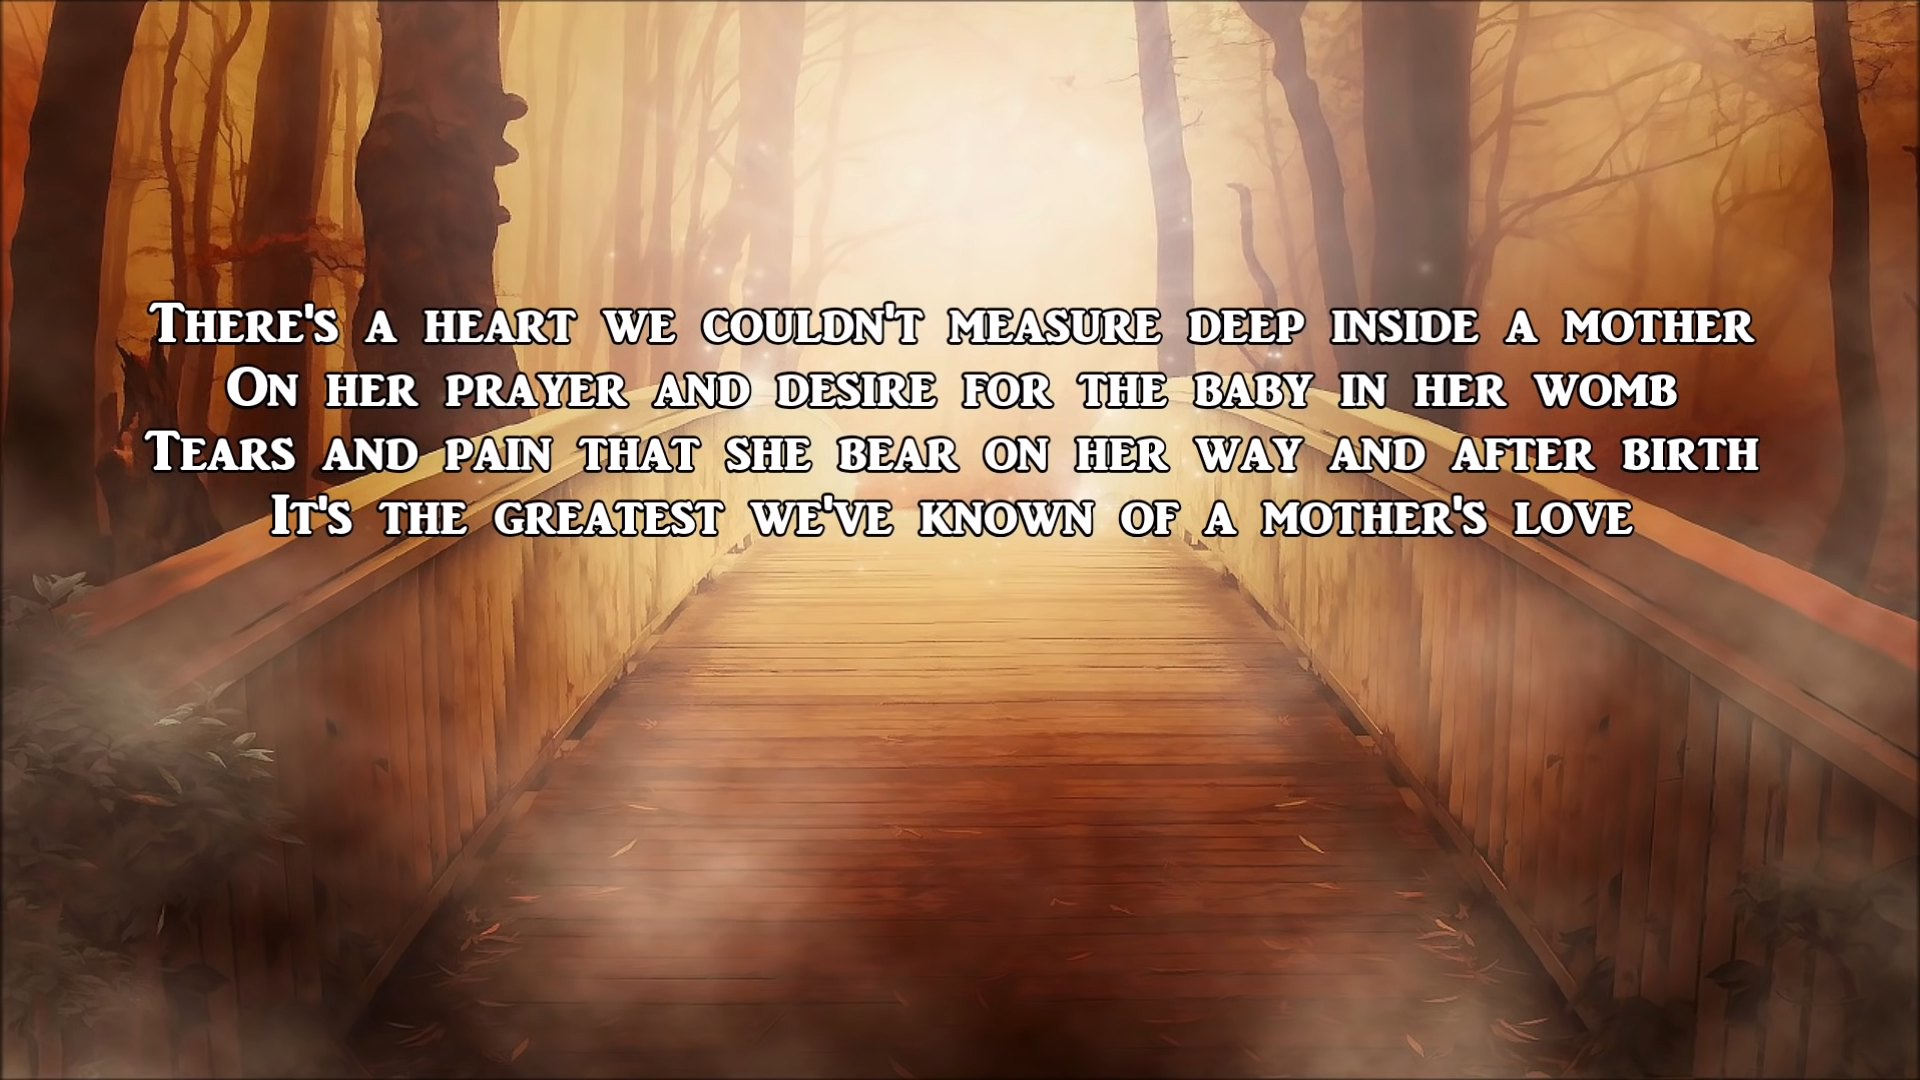 There's a heart we couldn't measure deep inside a mother
On her prayer and desire for the baby in her womb
Tears and pain that she bear on her way and after birth
It's the greatest we've known of a mother's love